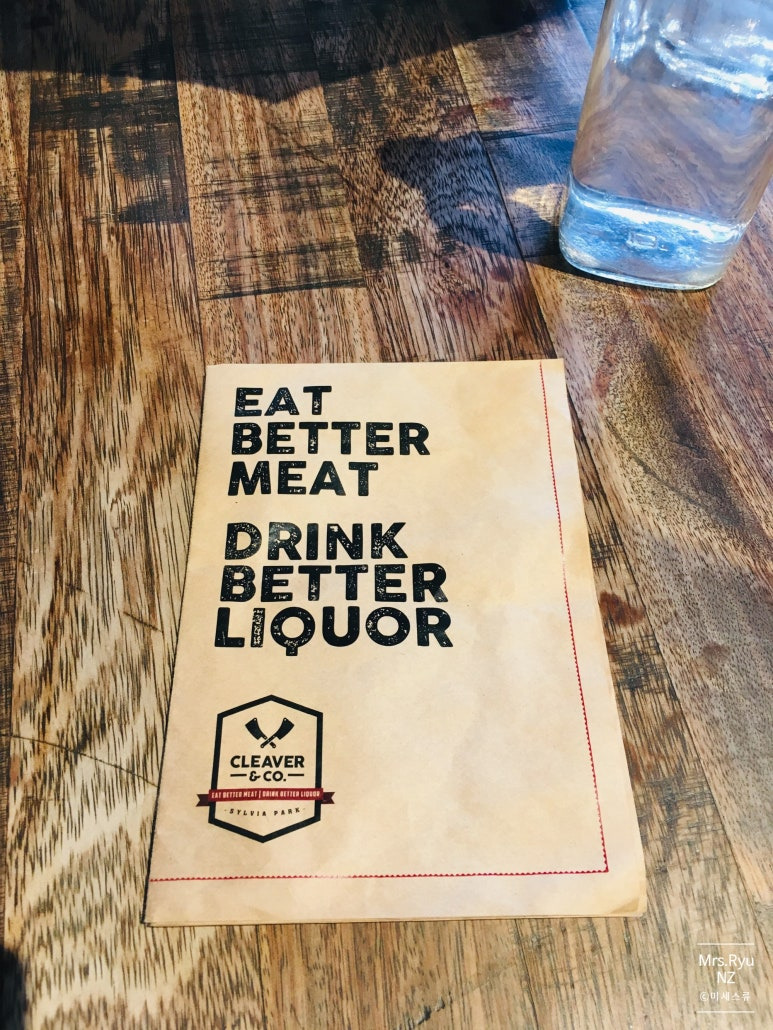 EAT
BETTER
MEAT
DRINK
BETTER
LIQUOR
CLEAVER
& CO.
EAT BETTER MEAT | DRINK BETTER LIQUOR
SYLVIA PARK
Mrs.Ryu
NZ
ⓒ미세스류